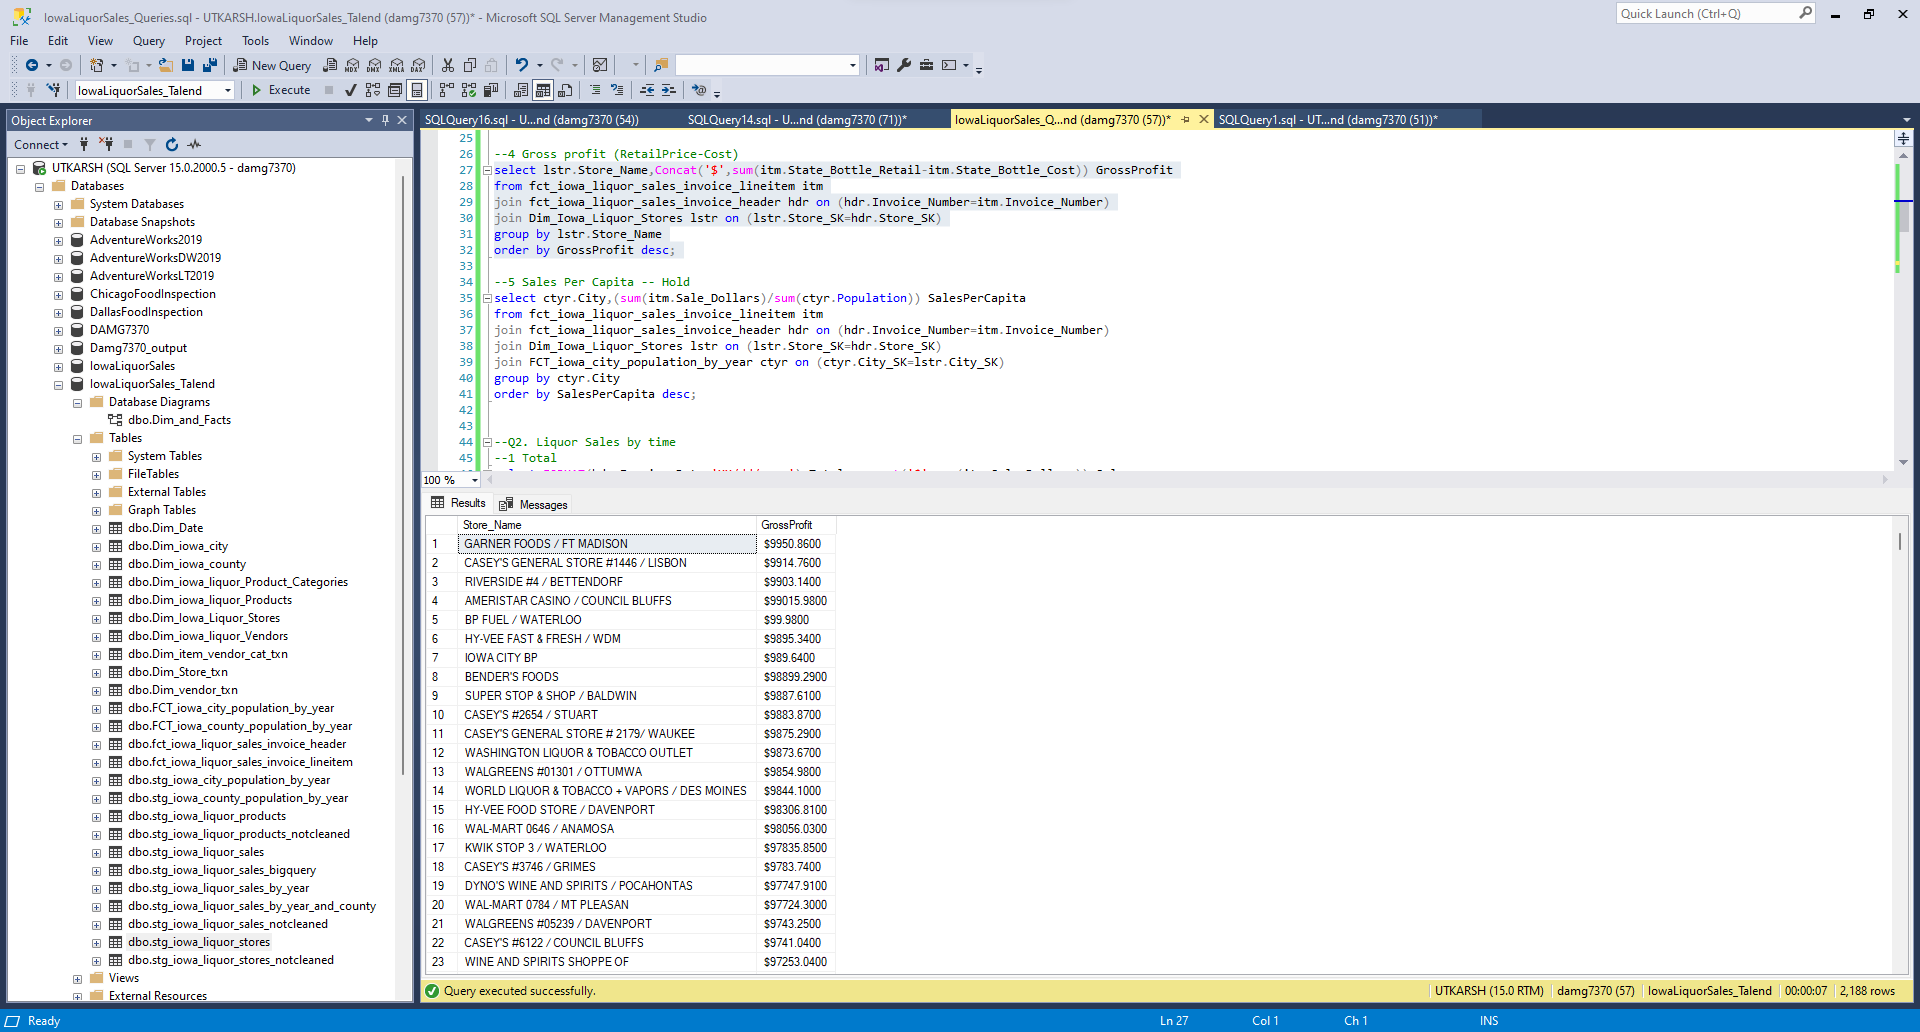 IowaLiquorSales_Queries.sql - UTKARSH.IowaLiquorSales_Talend (damg7370 (57))* - Microsoft SQL Server Management Studio
Quick Launch (Ctrl+Q)
File Edit View Query Project Tools Window Help
New Query
MDX DMX XMLA DAX
IowaLiquorSales_Talend
Execute
Object Explorer
Connect
UTKARSH (SQL Server 15.0.2000.5 - damg7370)
Databases
System Databases
Database Snapshots
AdventureWorks2019
AdventureWorksDW2019
AdventureWorksLT2019
ChicagoFoodInspection
DallasFoodInspection
DAMG7370
Damg7370_output
IowaLiquorSales
IowaLiquorSales_Talend
Database Diagrams
dbo.Dim_and_Facts
Tables
System Tables
FileTables
External Tables
Graph Tables
dbo.Dim_Date
dbo.Dim_iowa_city
dbo.Dim_iowa_county
dbo.Dim_iowa_liquor_Product_Categories
dbo.Dim_iowa_liquor_Products
dbo.Dim_Iowa_Liquor_Stores
dbo.Dim_iowa_liquor_Vendors
dbo.Dim_item_vendor_cat_txn
dbo.Dim_Store_txn
dbo.Dim_vendor_txn
dbo.FCT_iowa_city_population_by_year
dbo.FCT_iowa_county_population_by_year
dbo.fct_iowa_liquor_sales_invoice_header
dbo.fct_iowa_liquor_sales_invoice_lineitem
dbo.stg_iowa_city_population_by_year
dbo.stg_iowa_county_population_by_year
dbo.stg_iowa_liquor_products
dbo.stg_iowa_liquor_products_notcleaned
dbo.stg_iowa_liquor_sales
dbo.stg_iowa_liquor_sales_bigquery
dbo.stg_iowa_liquor_sales_by_year
dbo.stg_iowa_liquor_sales_by_year_and_county
dbo.stg_iowa_liquor_sales_notcleaned
dbo.stg_iowa_liquor_stores
dbo.stg_iowa_liquor_stores_notcleaned
Views
External Resources
SQLQuery16.sql - U...nd (damg7370 (54)) SQLQuery14.sql - U...nd (damg7370 (71))* IowaLiquorSales_Q...nd (damg7370 (57))* SQLQuery1.sql - UT...nd (damg7370 (51))*
25
26 --4 Gross profit (RetailPrice-Cost)
27 select lstr.Store_Name,Concat('$',sum(itm.State_Bottle_Retail-itm.State_Bottle_Cost)) GrossProfit
28 from fct_iowa_liquor_sales_invoice_lineitem itm
29 join fct_iowa_liquor_sales_invoice_header hdr on (hdr.Invoice_Number=itm.Invoice_Number)
30 join Dim_Iowa_Liquor_Stores lstr on (lstr.Store_SK=hdr.Store_SK)
31 group by lstr.Store_Name
32 order by GrossProfit desc;
33
34 --5 Sales Per Capita -- Hold
35 select ctyr.City,(sum(itm.Sale_Dollars)/sum(ctyr.Population)) SalesPerCapita
36 from fct_iowa_liquor_sales_invoice_lineitem itm
37 join fct_iowa_liquor_sales_invoice_header hdr on (hdr.Invoice_Number=itm.Invoice_Number)
38 join Dim_Iowa_Liquor_Stores lstr on (lstr.Store_SK=hdr.Store_SK)
39 join FCT_iowa_city_population_by_year ctyr on (ctyr.City_SK=lstr.City_SK)
40 group by ctyr.City
41 order by SalesPerCapita desc;
42
43
44 --Q2. Liquor Sales by time
45 --1 Total
100 %
Results Messages
Store_Name GrossProfit
1 GARNER FOODS / FT MADISON $9950.8600
2 CASEY'S GENERAL STORE #1446 / LISBON $9914.7600
3 RIVERSIDE #4 / BETTENDORF $9903.1400
4 AMERISTAR CASINO / COUNCIL BLUFFS $99015.9800
5 BP FUEL / WATERLOO $99.9800
6 HY-VEE FAST & FRESH / WDM $9895.3400
7 IOWA CITY BP $989.6400
8 BENDER'S FOODS $98899.2900
9 SUPER STOP & SHOP / BALDWIN $9887.6100
10 CASEY'S #2654 / STUART $9883.8700
11 CASEY'S GENERAL STORE # 2179/ WAUKEE $9875.2900
12 WASHINGTON LIQUOR & TOBACCO OUTLET $9873.6700
13 WALGREENS #01301 / OTTUMWA $9854.9800
14 WORLD LIQUOR & TOBACCO + VAPORS / DES MOINES $9844.1000
15 HY-VEE FOOD STORE / DAVENPORT $98306.8100
16 WAL-MART 0646 / ANAMOSA $98056.0300
17 KWIK STOP 3 / WATERLOO $97835.8500
18 CASEY'S #3746 / GRIMES $9783.7400
19 DYNO'S WINE AND SPIRITS / POCAHONTAS $97747.9100
20 WAL-MART 0784 / MT PLEASAN $97724.3000
21 WALGREENS #05239 / DAVENPORT $9743.2500
22 CASEY'S #6122 / COUNCIL BLUFFS $9741.0400
23 WINE AND SPIRITS SHOPPE OF $97253.0400
Query executed successfully. UTKARSH (15.0 RTM) damg7370 (57) IowaLiquorSales_Talend 00:00:07 2,188 rows
Ready Ln 27 Col 1 Ch 1 INS